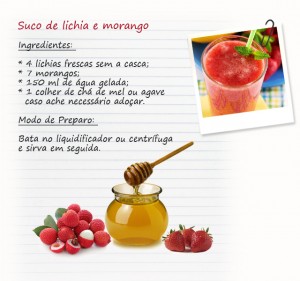 Suco de lichia e morango
Ingredientes:
* 4 lichias frescas sem a casca;
* 7 morangos;
* 150 ml de água gelada;
* 1 colher de chá de mel ou agave
caso ache necessário adoçar.
Modo de Preparo:
Bata no liquidificador ou centrífuga
e sirva em seguida.